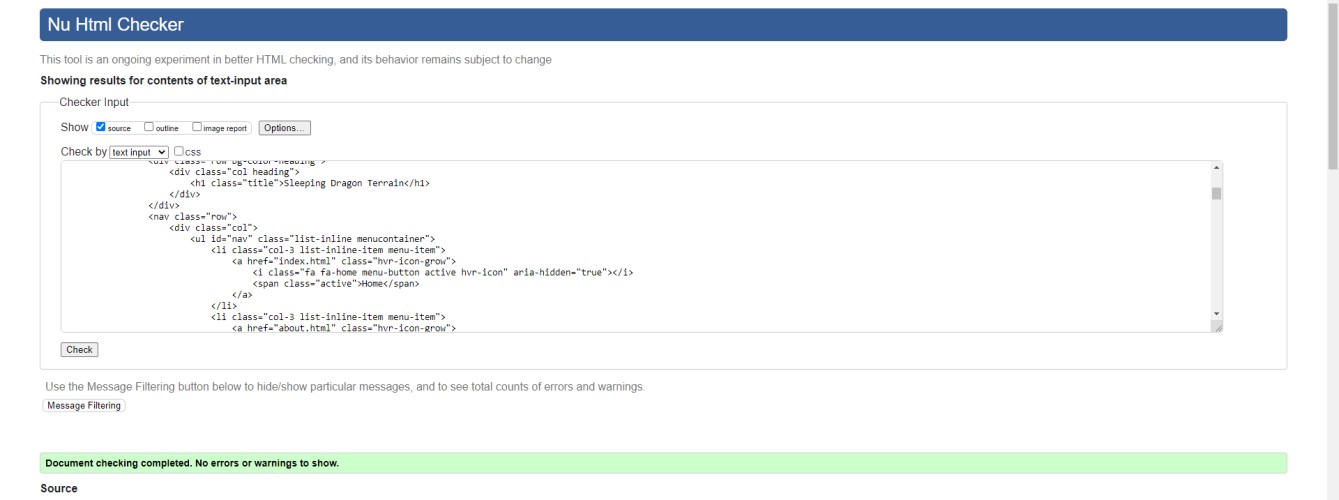 Nu Html Checker
This tool is an ongoing experiment in better HTML checking, and its behavior remains subject to change
Showing results for contents of text-input area
Checker Input
Show source outline image report Options...
Check by text input css
<div class="row bg-color-heading">
<div class="col heading">
<h1 class="title">Sleeping Dragon Terrain</h1>
</div>
</div>
<nav class="row">
<div class="col">
<ul id="nav" class="list-inline menucontainer">
<li class="col-3 list-inline-item menu-item">
<a href="index.html" class="hvr-icon-grow">
<i class="fa fa-home menu-button active hvr-icon" aria-hidden="true"></i>
<span class="active">Home</span>
</a>
</li>
<li class="col-3 list-inline-item menu-item">
<a href="about.html" class="hvr-icon-grow">
Check
Use the Message Filtering button below to hide/show particular messages, and to see total counts of errors and warnings.
Message Filtering
Document checking completed. No errors or warnings to show.
Source